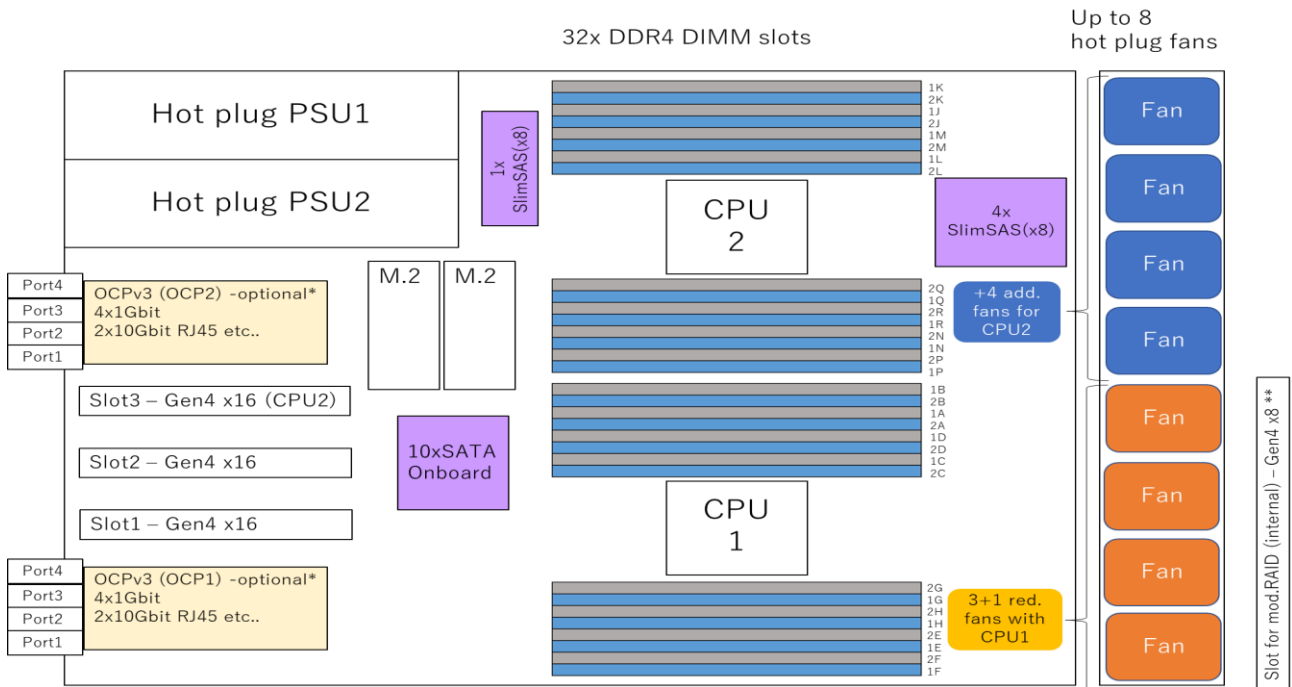 32x DDR4 DIMM slots
Up to 8
hot plug fans
Hot plug PSU1
Hot plug PSU2
1x
SlimSAS(x8)
1K
2K
1J
2J
1M
2M
1L
2L
CPU
2
4x
SlimSAS(x8)
Fan
Fan
Fan
Fan
Port4
Port3
Port2
Port1
OCPv3 (OCP2) -optional*
4x1Gbit
2x10Gbit RJ45 etc..
M.2
M.2
2Q
1Q
2R
1R
2N
1N
2P
1P
+4 add.
fans for
CPU2
Slot3 – Gen4 x16 (CPU2)
Slot2 – Gen4 x16
Slot1 – Gen4 x16
10xSATA
Onboard
1B
2B
1A
2A
1D
2D
1C
2C
CPU
1
Fan
Fan
Fan
Fan
Port4
Port3
Port2
Port1
OCPv3 (OCP1) -optional*
4x1Gbit
2x10Gbit RJ45 etc..
2G
1G
2H
1H
2E
1E
2F
1F
3+1 red.
fans with
CPU1
Slot for mod.RAID (internal) – Gen4 x8 **